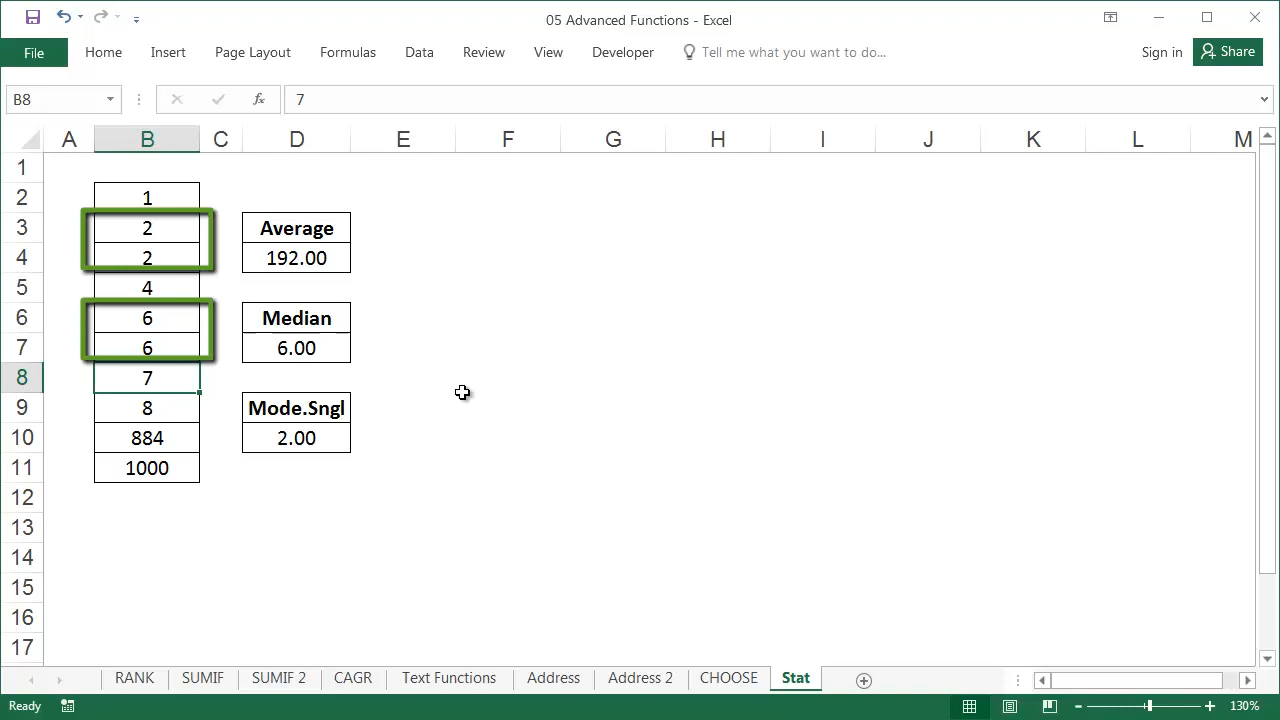 05 Advanced Functions - Excel
File Home Insert Page Layout Formulas Data Review View Developer Tell me what you want to do... Sign in Share
B8 fx 7
A B C D E F G H I J K L M
1
2 1
3 2 Average
4 2 192.00
5 4
6 6 Median
7 6 6.00
8 7
9 8 Mode.Sngl
10 884 2.00
11 1000
12
13
14
15
16
17
RANK SUMIF SUMIF 2 CAGR Text Functions Address Address 2 CHOOSE Stat
Ready 130%